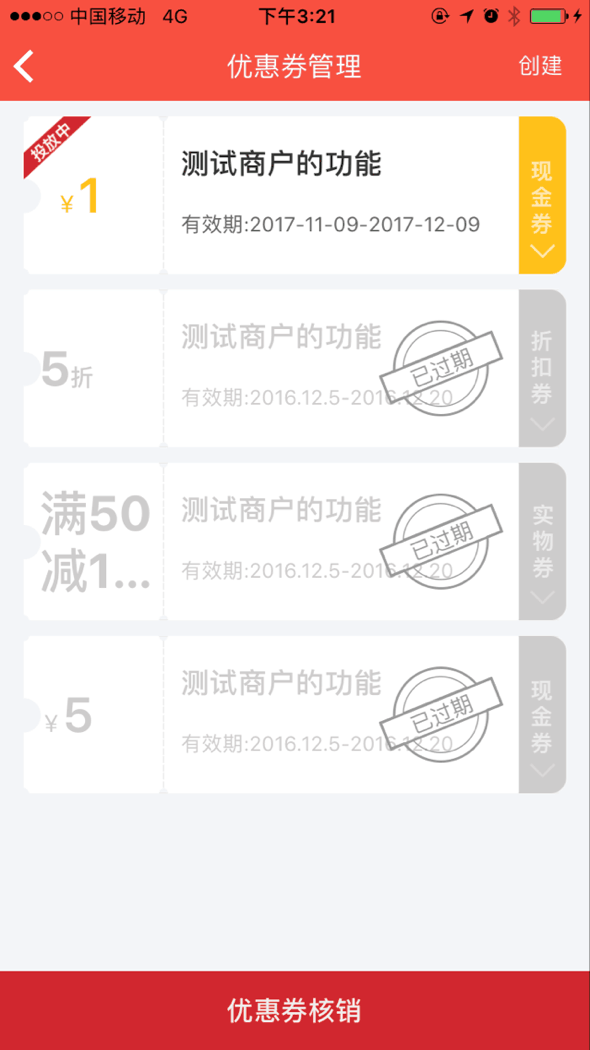 中国移动 4G 下午3:21
优惠券管理 创建
投放中
¥1
测试商户的功能
有效期:2017-11-09-2017-12-09
现金券
5折
测试商户的功能
有效期:2016.12.5-2016.12.20
已过期
折扣券
满50
减1...
测试商户的功能
有效期:2016.12.5-2016.12.20
已过期
实物券
¥5
测试商户的功能
有效期:2016.12.5-2016.12.20
已过期
现金券
优惠券核销